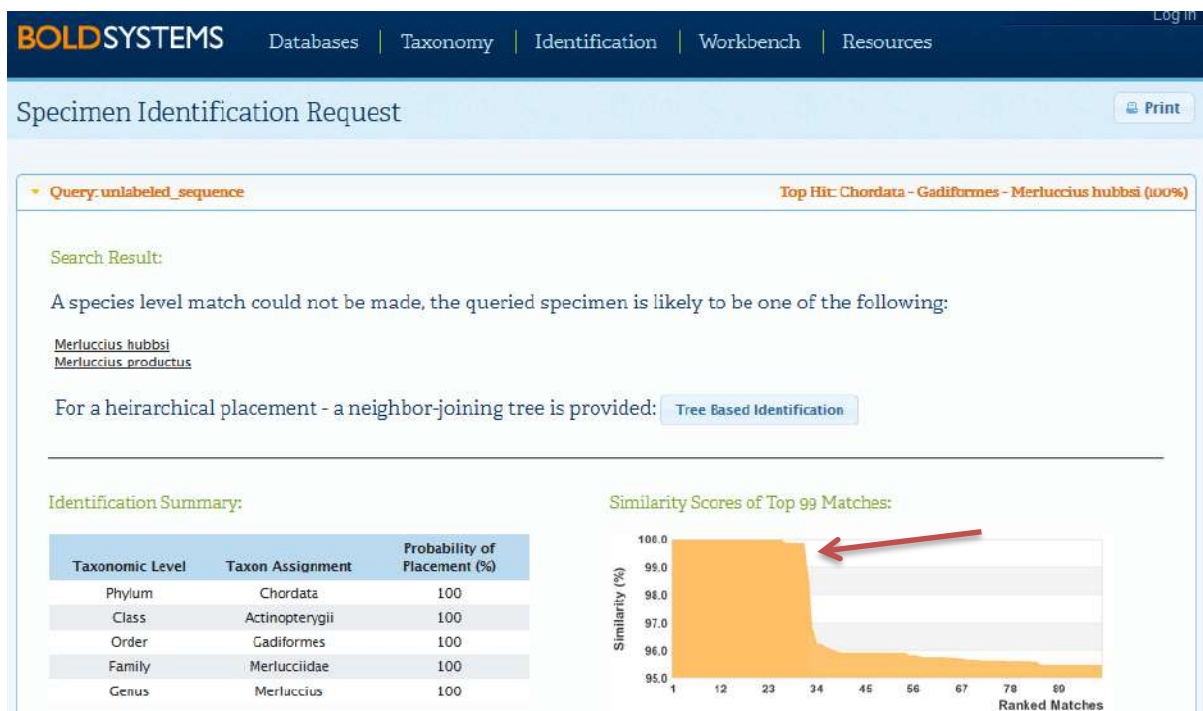 Log in
BOLDSYSTEMS Databases | Taxonomy | Identification | Workbench | Resources
Specimen Identification Request
Print
Query: unlabeled_sequence
Top Hit: Chordata - Gadiformes - Merluccius hubbsi (100%)
Search Result:
A species level match could not be made, the queried specimen is likely to be one of the following:
Merluccius hubbsi
Merluccius productus
For a heirarchical placement - a neighbor-joining tree is provided: Tree Based Identification
Identification Summary:
Taxonomic Level Taxon Assignment Probability of Placement (%)
Phylum Chordata 100
Class Actinopterygii 100
Order Gadiformes 100
Family Merlucciidae 100
Genus Merluccius 100
Similarity Scores of Top 99 Matches:
Similarity (%)
100.0
99.0
98.0
97.0
96.0
95.0
1 12 23 34 45 56 67 78 89
Ranked Matches